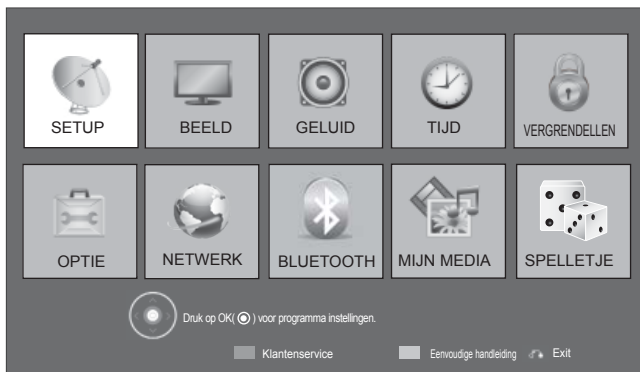 SETUP BEELD GELUID TIJD VERGRENDELLEN
OPTIE NETWERK BLUETOOTH MIJN MEDIA SPELLETJE
Druk op OK( ) voor programma instellingen.
Klantenservice Eenvoudige handleiding Exit